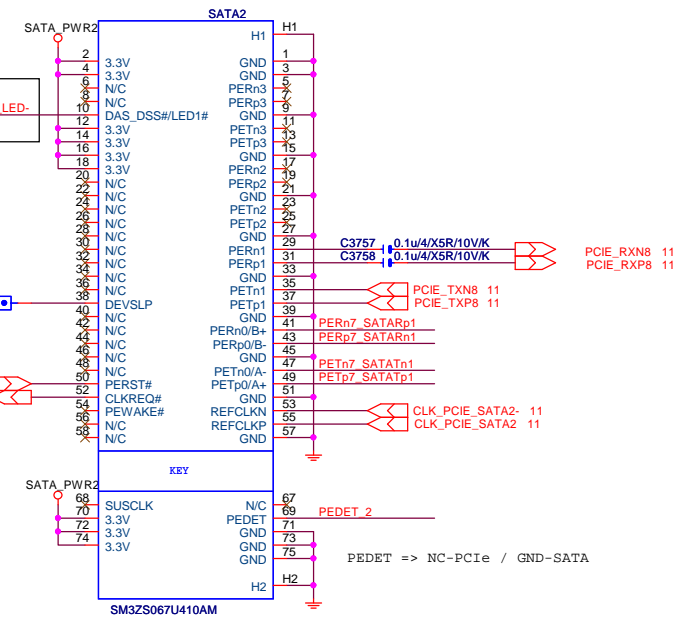 SATA2
SATA_PWR2
H1 H1
2 3.3V GND 1
4 3.3V GND 3
6 N/C PERn3 5
8 N/C PERp3 7
LED- 10 DAS_DSS#/LED1# GND 9
12 3.3V PETn3 11
14 3.3V PETp3 13
16 3.3V GND 15
18 3.3V PERn2 17
20 N/C PERp2 19
22 N/C GND 21
24 N/C PETn2 23
26 N/C PETp2 25
28 N/C GND 27
30 N/C PERn1 29 C3757 0.1u/4/X5R/10V/K PCIE_RXN8 11
32 N/C PERp1 31 C3758 0.1u/4/X5R/10V/K PCIE_RXP8 11
34 N/C GND 33
36 N/C PETn1 35 PCIE_TXN8 11
38 DEVSLP PETp1 37 PCIE_TXP8 11
40 N/C GND 39
42 N/C PERn0/B+ 41 PERn7_SATARp1
44 N/C PERp0/B- 43 PERp7_SATARn1
46 N/C GND 45
48 N/C PETn0/A- 47 PETn7_SATATn1
50 PERST# PETp0/A+ 49 PETp7_SATATp1
52 CLKREQ# GND 51
54 PEWAKE# REFCLKN 53 CLK_PCIE_SATA2- 11
56 N/C REFCLKP 55 CLK_PCIE_SATA2 11
58 N/C GND 57
KEY
SATA_PWR2
68 SUSCLK N/C 67
70 3.3V PEDET 69 PEDET_2
72 3.3V GND 71
74 3.3V GND 73
GND 75
PEDET => NC-PCIe / GND-SATA
H2 H2
SM3ZS067U410AM